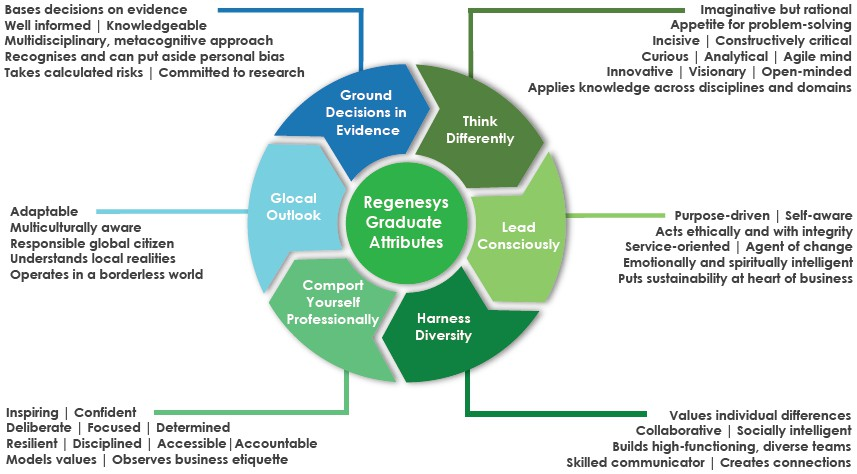 Bases decisions on evidence
Well informed | Knowledgeable
Multidisciplinary, metacognitive approach
Recognises and can put aside personal bias
Takes calculated risks | Committed to research
Imaginative but rational
Appetite for problem-solving
Incisive | Constructively critical
Curious | Analytical | Agile mind
Innovative | Visionary | Open-minded
Applies knowledge across disciplines and domains
Ground
Decisions in
Evidence
Think
Differently
Glocal
Outlook
Regenesys
Graduate
Attributes
Lead
Consciously
Comport
Yourself
Professionally
Harness
Diversity
Adaptable
Multiculturally aware
Responsible global citizen
Understands local realities
Operates in a borderless world
Purpose-driven | Self-aware
Acts ethically and with integrity
Service-oriented | Agent of change
Emotionally and spiritually intelligent
Puts sustainability at heart of business
Inspiring | Confident
Deliberate | Focused | Determined
Resilient | Disciplined | Accessible|Accountable
Models values | Observes business etiquette
Values individual differences
Collaborative | Socially intelligent
Builds high-functioning, diverse teams
Skilled communicator | Creates connections